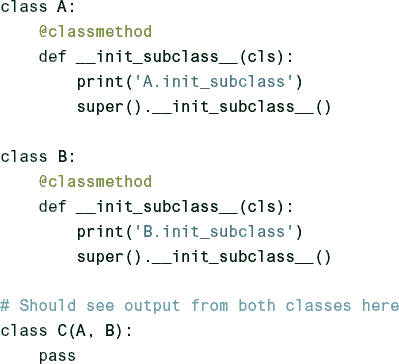 class A:
    @classmethod
    def __init_subclass__(cls):
        print('A.init_subclass')
        super().__init_subclass__()

class B:
    @classmethod
    def __init_subclass__(cls):
        print('B.init_subclass')
        super().__init_subclass__()

# Should see output from both classes here
class C(A, B):
    pass